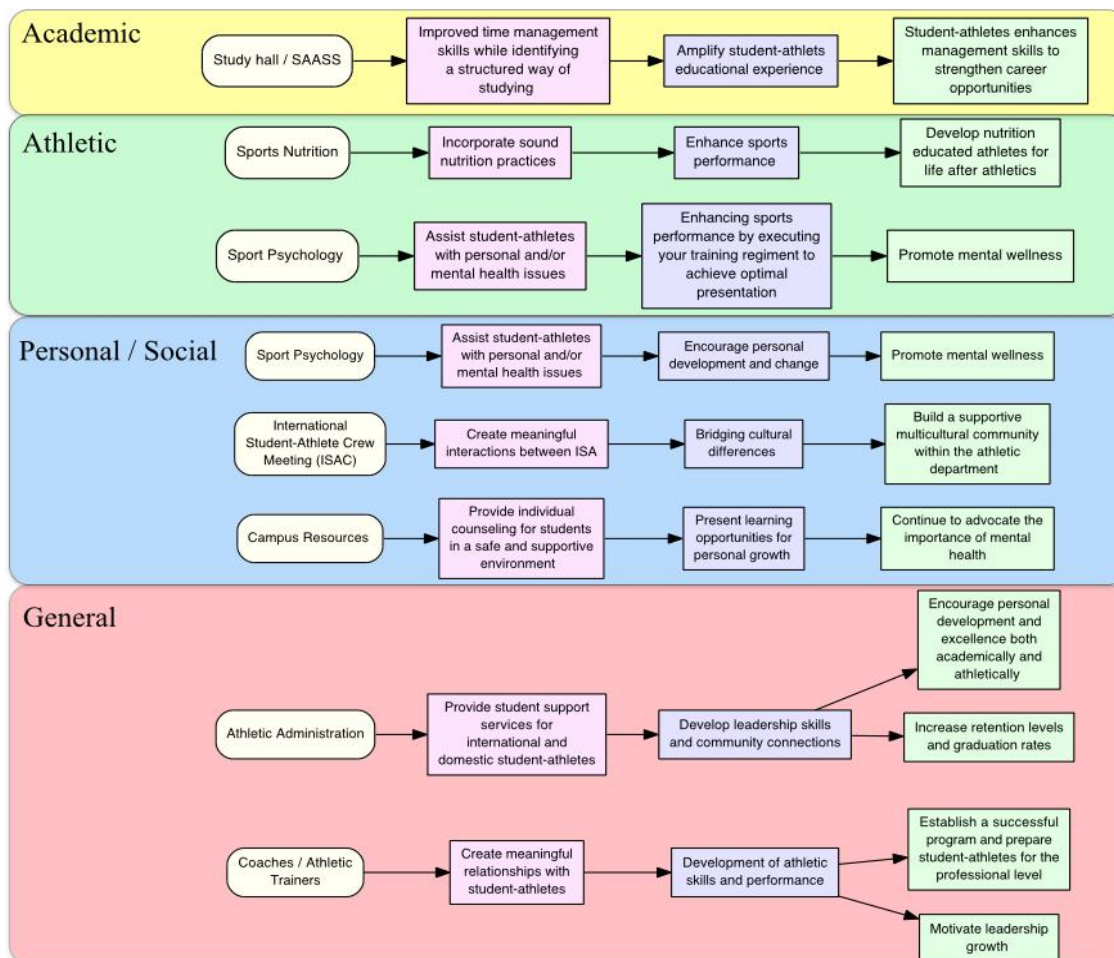 Academic
Study hall / SAASS
Improved time management
skills while identifying
a structured way of
studying
Amplify student-athlets
educational experience
Student-athletes enhances
management skills to
strengthen career
opportunities
Athletic
Sports Nutrition
Incorporate sound
nutrition practices
Enhance sports
performance
Develop nutrition
educated athletes for
life after athletics
Sport Psychology
Assist student-athletes
with personal and/or
mental health issues
Enhancing sports
performance by executing
your training regiment to
achieve optimal
presentation
Promote mental wellness
Personal / Social
Sport Psychology
Assist student-athletes
with personal and/or
mental health issues
Encourage personal
development and change
Promote mental wellness
International
Student-Athlete Crew
Meeting (ISAC)
Create meaningful
interactions between ISA
Bridging cultural
differences
Build a supportive
multicultural community
within the athletic
department
Campus Resources
Provide individual
counseling for students
in a safe and supportive
environment
Present learning
opportunities for
personal growth
Continue to advocate the
importance of mental
health
General
Athletic Administration
Provide student support
services for
international and
domestic student-athletes
Develop leadership skills
and community connections
Encourage personal
development and
excellence both
academically and
athletically
Increase retention levels
and graduation rates
Coaches / Athletic
Trainers
Create meaningful
relationships with
student-athletes
Development of athletic
skills and performance
Establish a successful
program and prepare
student-athletes for the
professional level
Motivate leadership
growth